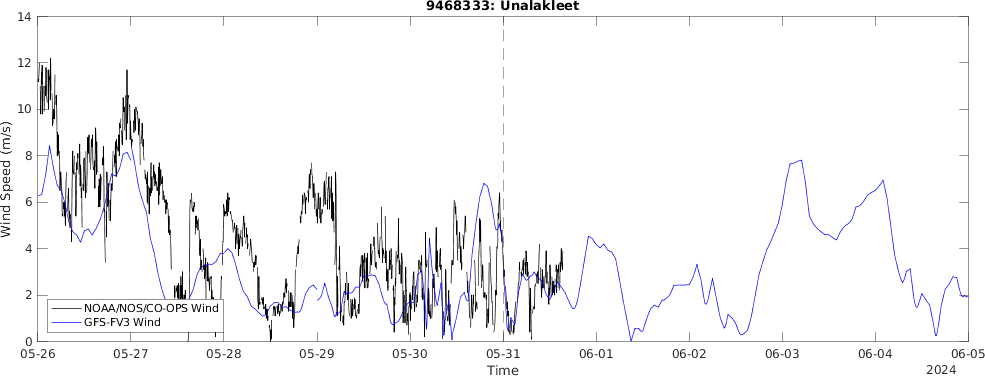 9468333: Unalakleet
14
12
10
8
6
4
2
0
Wind Speed (m/s)
NOAA/NOS/CO-OPS Wind
GFS-FV3 Wind
05-26 05-27 05-28 05-29 05-30 05-31 06-01 06-02 06-03 06-04 06-05
Time
2024